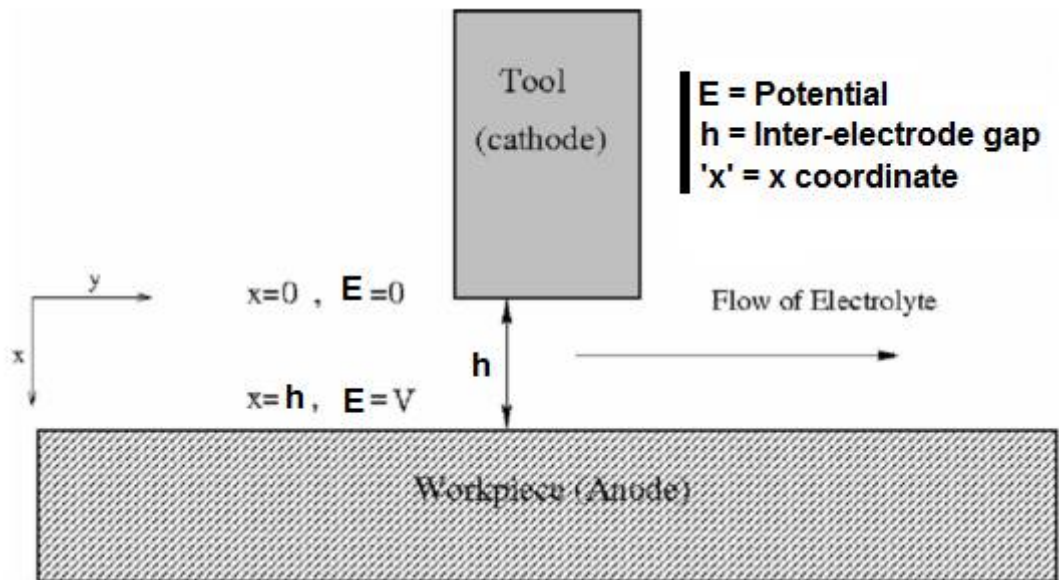 Tool
(cathode)
E = Potential
h = Inter-electrode gap
'x' = x coordinate
y
x=0 , E =0
Flow of Electrolyte
x
h
x= h , E = V
Workpiece (Anode)